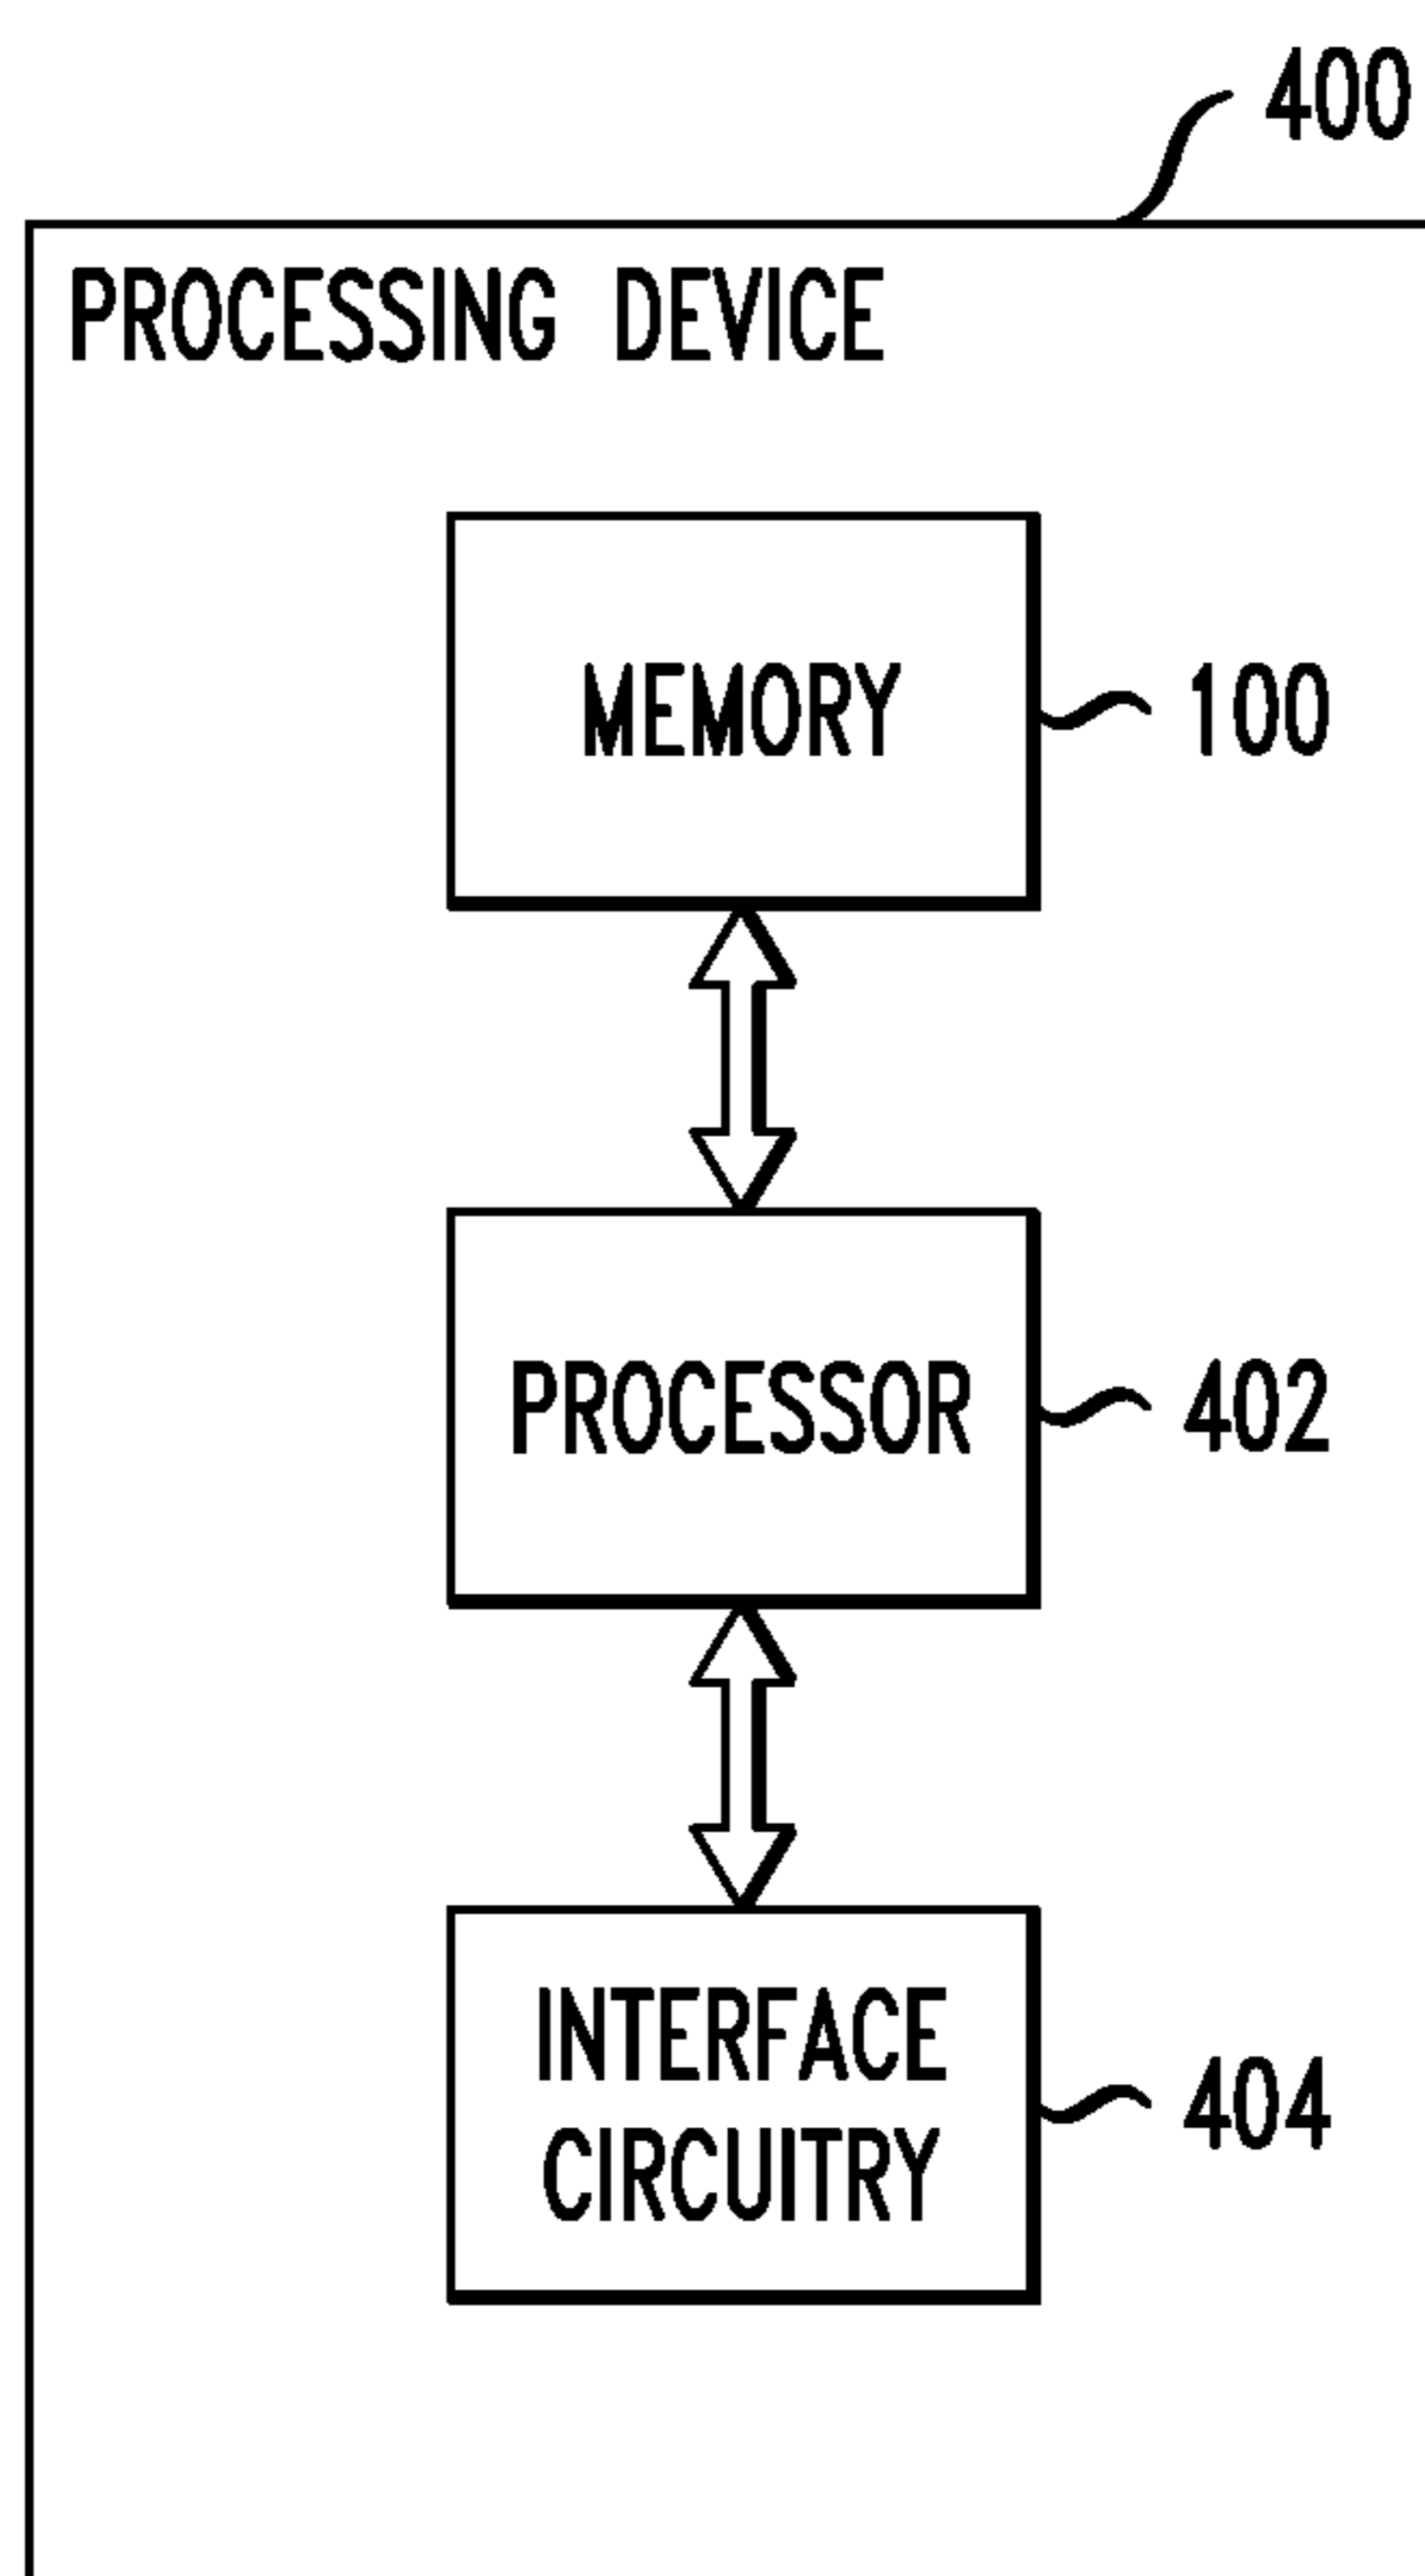 400
PROCESSING DEVICE
MEMORY
100
PROCESSOR
402
INTERFACE
CIRCUITRY
404